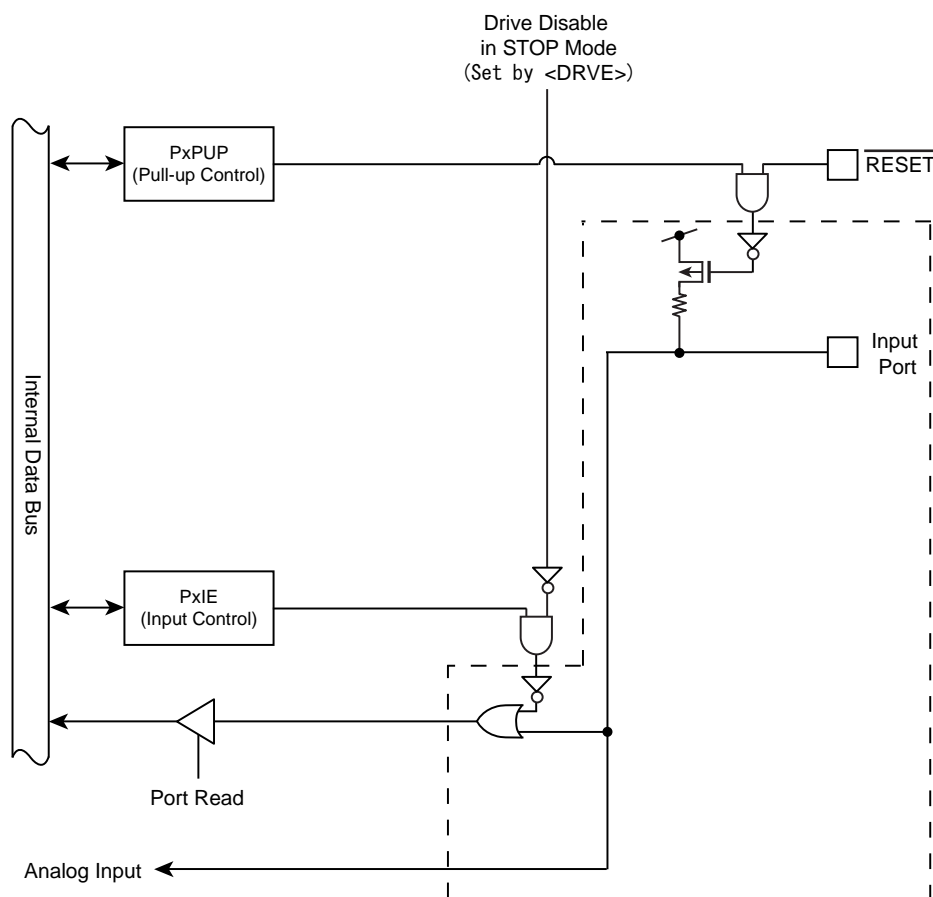 Drive Disable
in STOP Mode
(Set by <DRVE>)
PxPUP
(Pull-up Control)
RESET
Input
Port
Internal Data Bus
PxIE
(Input Control)
Port Read
Analog Input